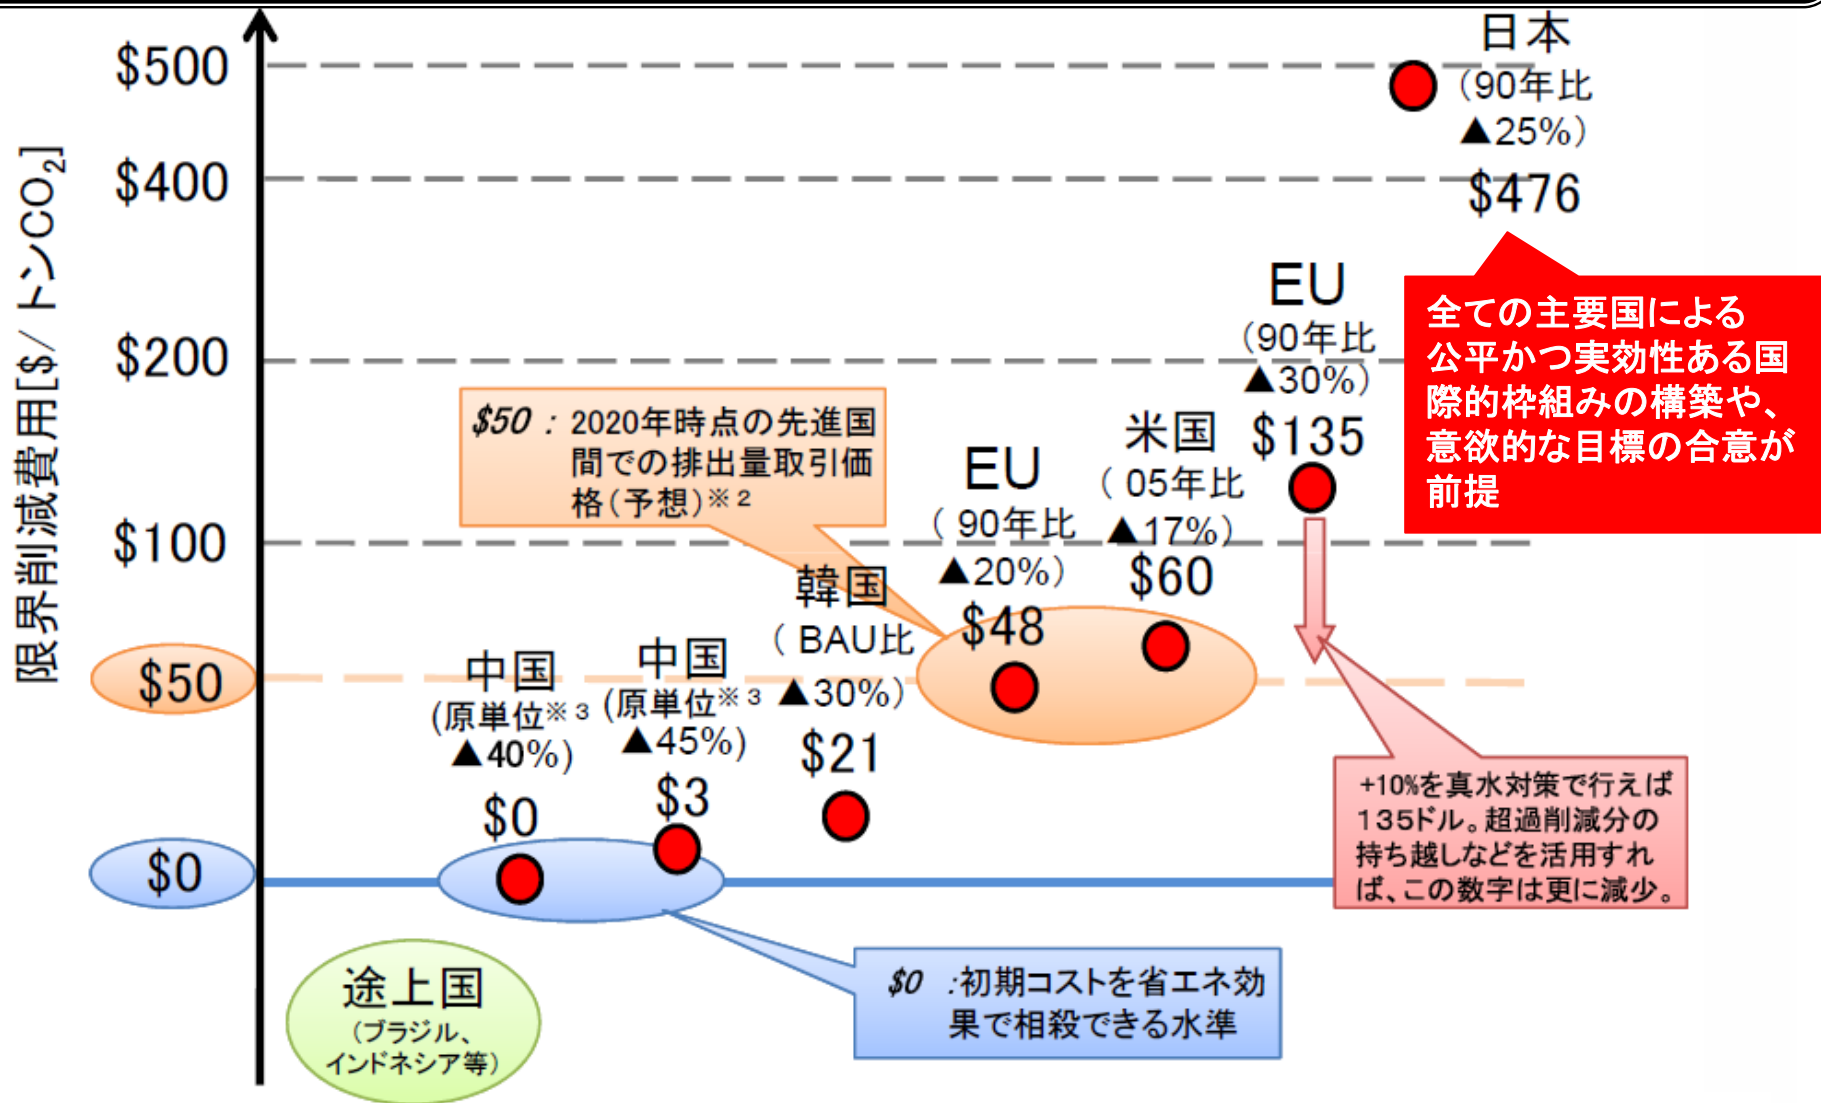 限界削減費用[$/トンCO₂]
$500
$400
$200
$100
$50
$0
日本
(90年比
▲25%)
$476
全ての主要国による
公平かつ実効性ある国
際的枠組みの構築や、
意欲的な目標の合意が
前提
EU
(90年比
▲30%)
$135
米国
( 05年比
▲17%)
$60
EU
( 90年比
▲20%)
$48
$50 : 2020年時点の先進国
間での排出量取引価
格(予想)※2
韓国
( BAU比
▲30%)
$21
中国
(原単位※3
▲45%)
$3
中国
(原単位※3
▲40%)
$0
+10%を真水対策で行えば
135ドル。超過削減分の
持ち越しなどを活用すれ
ば、この数字は更に減少。
$0 :初期コストを省エネ効
果で相殺できる水準
途上国
(ブラジル、
インドネシア等)